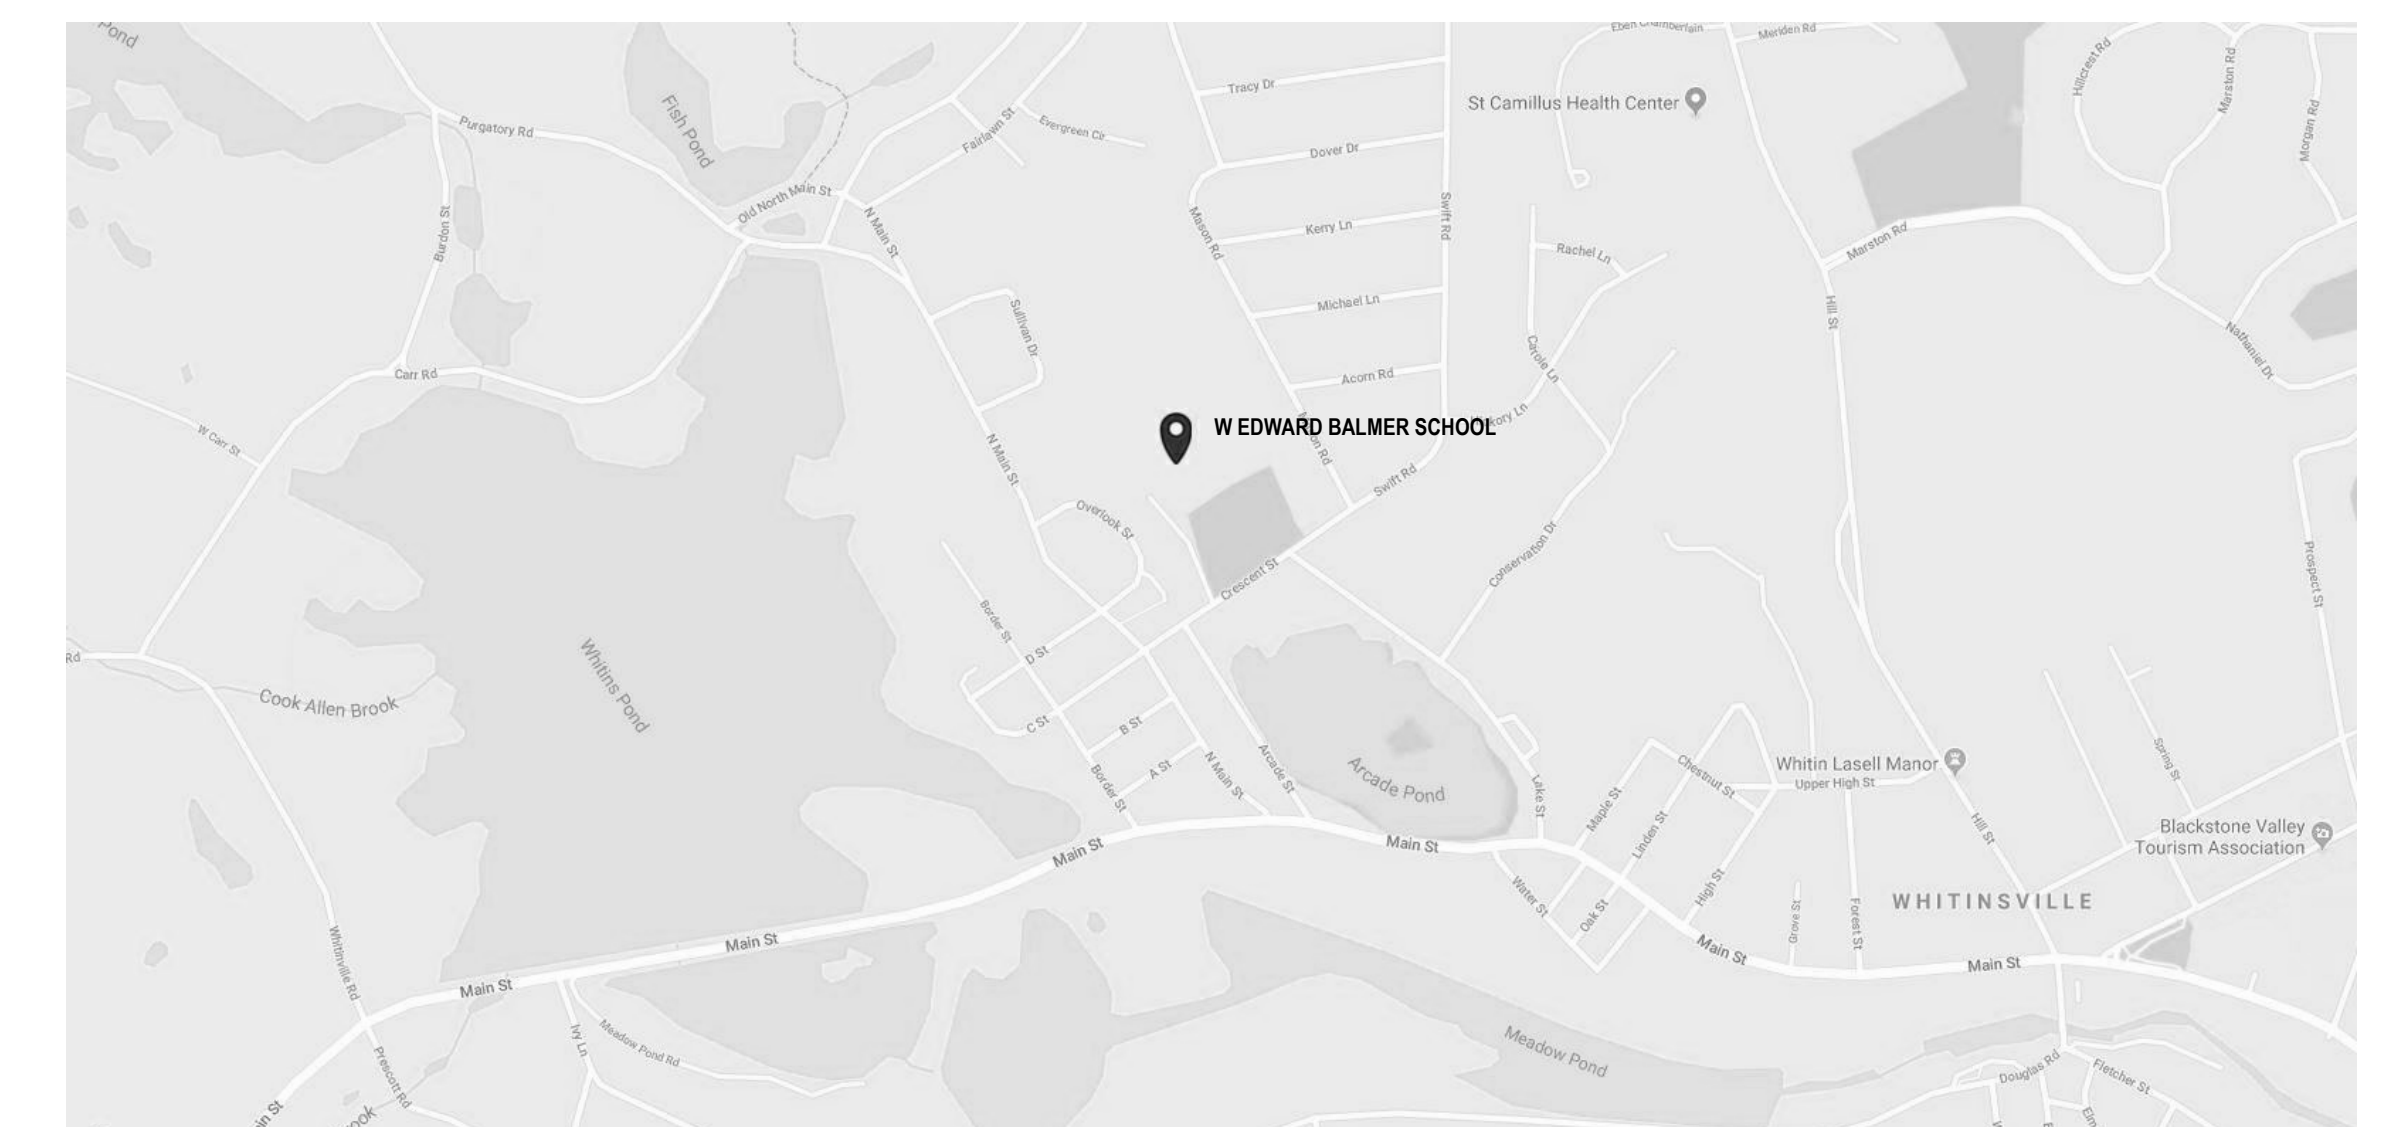 Pond
Eben Chamberlain
Meriden Rd
Hillcrest Rd
Marston Rd
Morgan Rd
Tracy Dr
St Camillus Health Center
Fish Pond
Purgatory Rd
Fairlawn St
Evergreen Cir
Dover Dr
Old North Main St
Burdon St
N Main St
Mason Rd
Kerry Ln
Swift Rd
Rachel Ln
Marston Rd
Sullivan Dr
Michael Ln
Hill St
Nathaniel Dr
Carole Ln
Carr Rd
Acorn Rd
W Carr St
N Main St
W EDWARD BALMER SCHOOL
Swift Rd
Overlook St
Conservation Dr
Crescent St
Prospect St
Border St
D St
Rd
Whitins Pond
Cook Allen Brook
C St
B St
A St
Border St
N Main St
Arcade St
Arcade Pond
Lake St
Chestnut St
Whitin Lasell Manor
Upper High St
Spring St
Maple St
Linden St
Hill St
Blackstone Valley
Tourism Association
Main St
Main St
Water St
Oak St
High St
Grove St
Forest St
WHITINSVILLE
Main St
Main St
Main St
Whitinville Rd
Main St
Ivy Ln
Meadow Pond Rd
Meadow Pond
Prescott Rd
Douglas Rd
Fletcher St